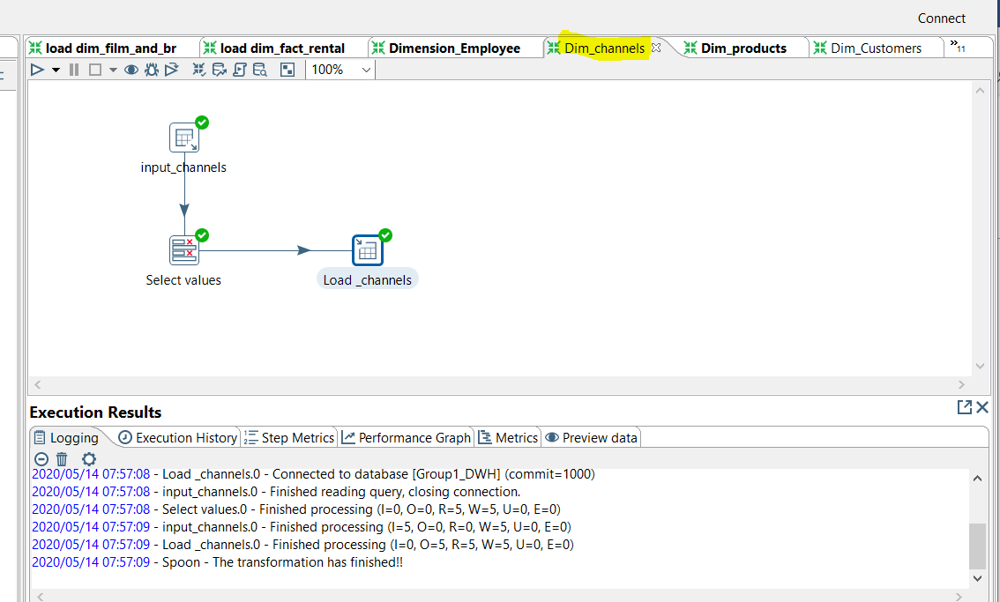 Connect
load dim_film_and_br load dim_fact_rental Dimension_Employee Dim_channels Dim_products Dim_Customers 11
100%
input_channels
Select values Load _channels
Execution Results
Logging Execution History Step Metrics Performance Graph Metrics Preview data
2020/05/14 07:57:08 - Load _channels.0 - Connected to database [Group1_DWH] (commit=1000)
2020/05/14 07:57:08 - input_channels.0 - Finished reading query, closing connection.
2020/05/14 07:57:08 - Select values.0 - Finished processing (I=0, O=0, R=5, W=5, U=0, E=0)
2020/05/14 07:57:09 - input_channels.0 - Finished processing (I=5, O=0, R=0, W=5, U=0, E=0)
2020/05/14 07:57:09 - Load _channels.0 - Finished processing (I=0, O=5, R=5, W=5, U=0, E=0)
2020/05/14 07:57:09 - Spoon - The transformation has finished!!